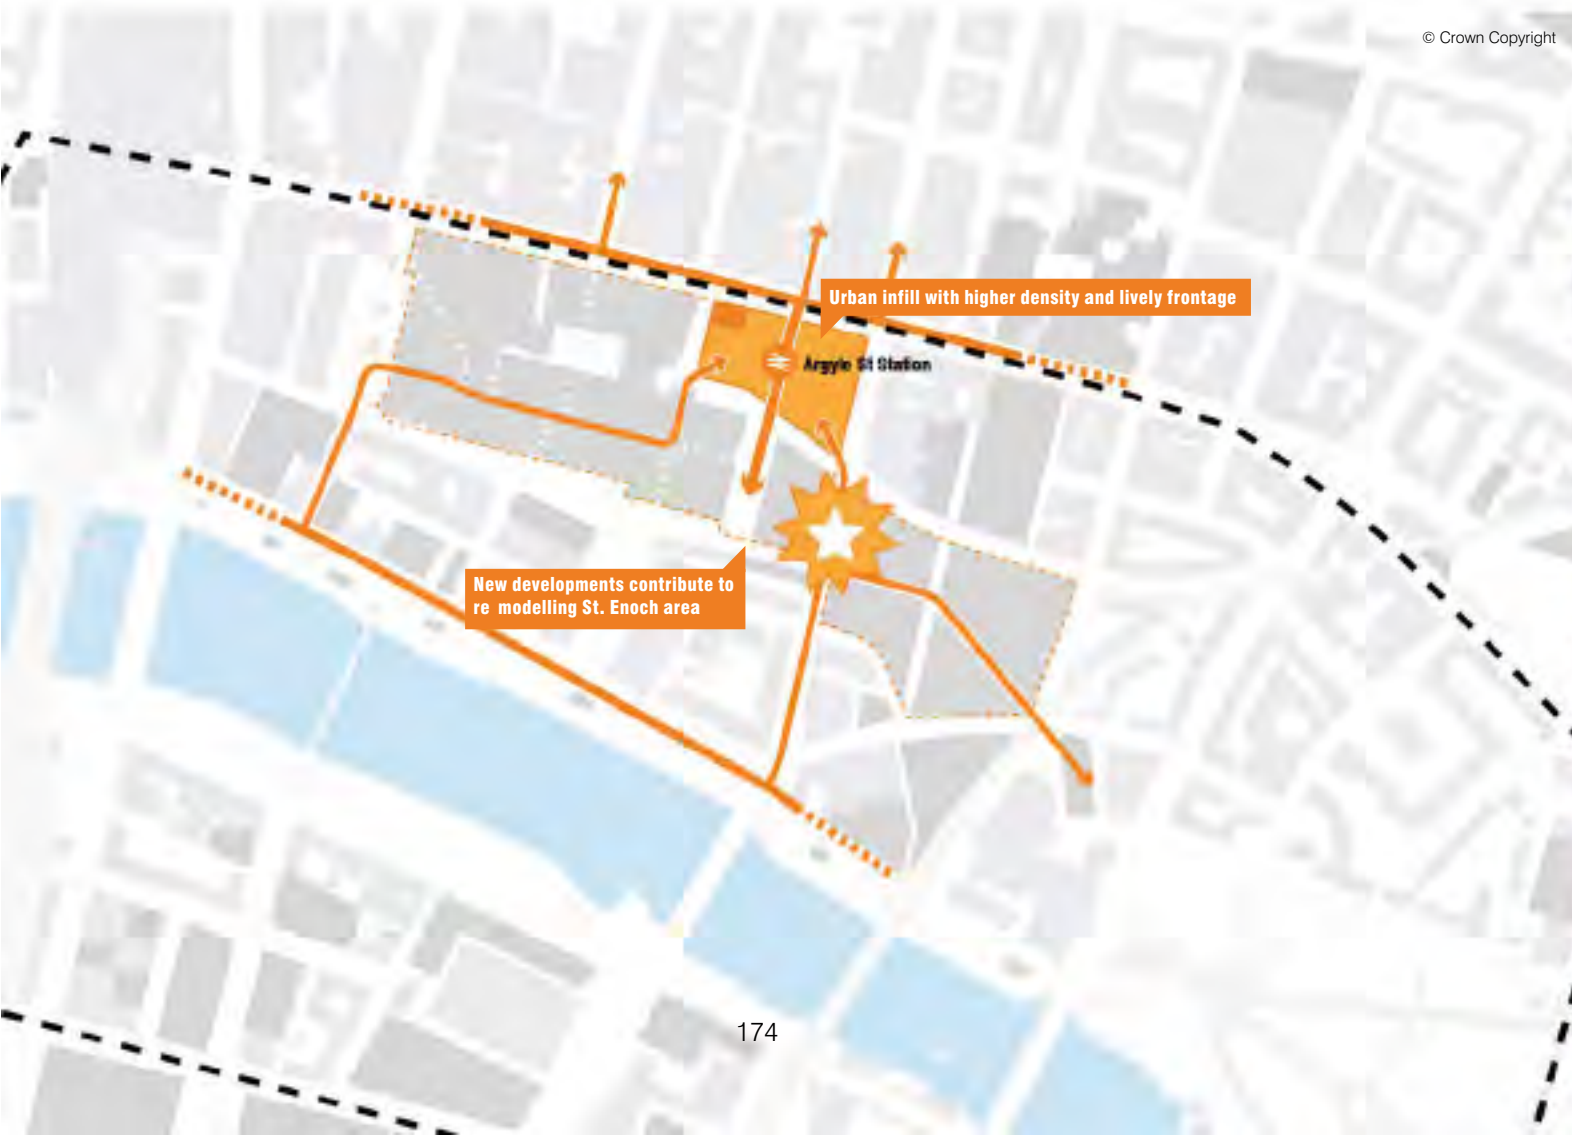 © Crown Copyright
Urban infill with higher density and lively frontage
Argyle St Station
New developments contribute to
re modelling St. Enoch area
174